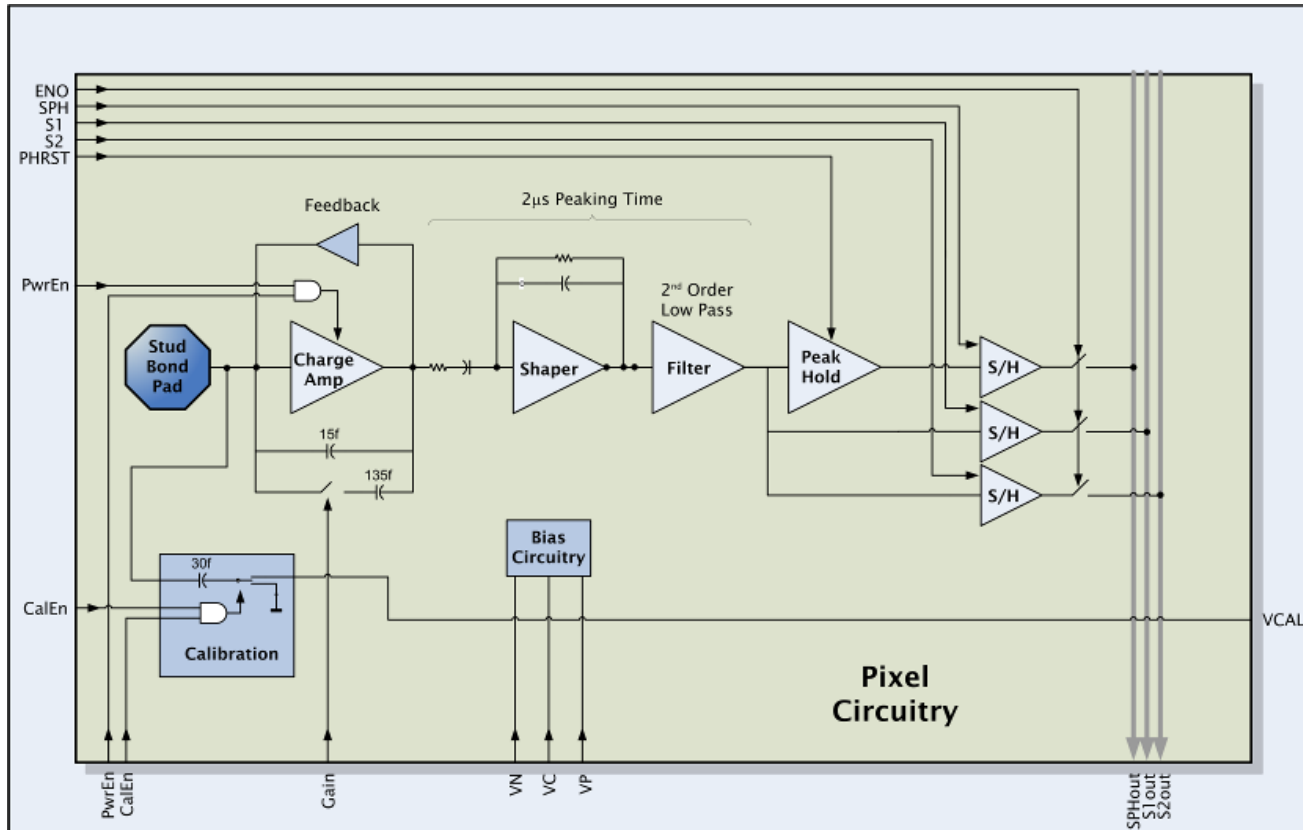 ENO
SPH
S1
S2
PHRST
Feedback
2μs Peaking Time
PwrEn
2nd Order
Low Pass
Stud
Bond
Pad
Charge
Amp
Shaper
Filter
Peak
Hold
S/H
S/H
S/H
15f
135f
Bias
Circuitry
30f
CalEn
Calibration
VCAL
Pixel
Circuitry
PwrEn
CalEn
Gain
VN
VC
VP
SPHout
S1out
S2out